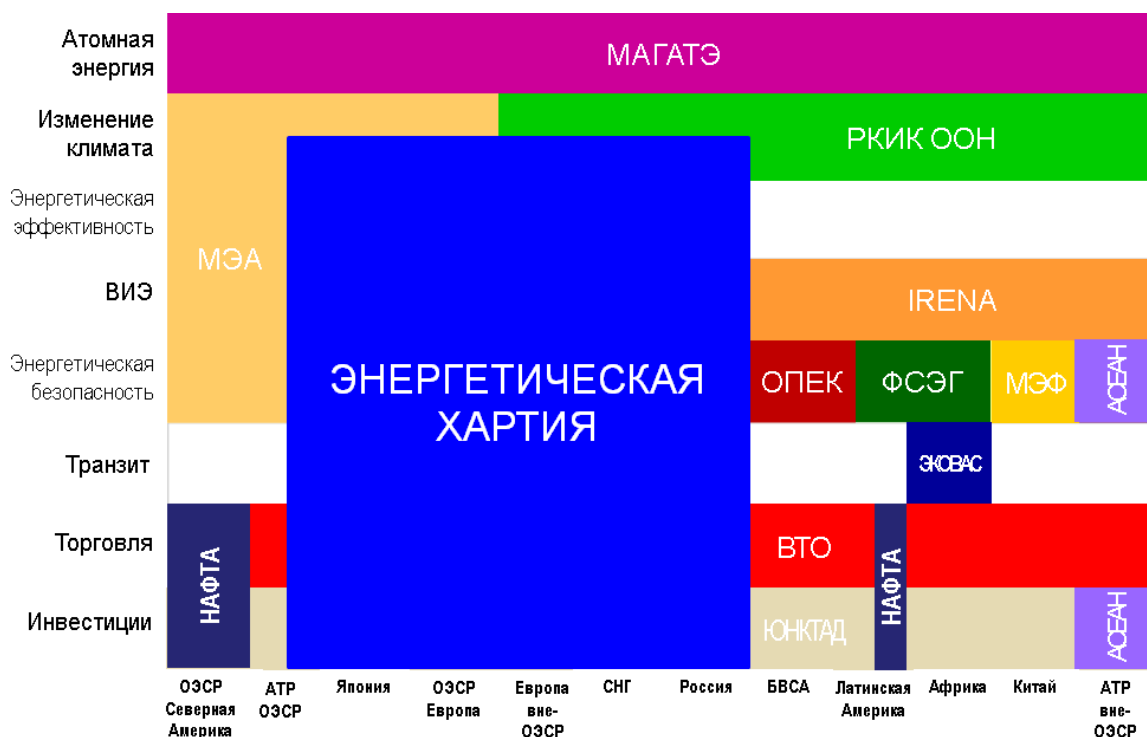 Атомная
энергия
МАГАТЭ
Изменение
климата
РКИК ООН
Энергетическая
эффективность
МЭА
ВИЭ
IRENA
Энергетическая
безопасность
ЭНЕРГЕТИЧЕСКАЯ
ХАРТИЯ
ОПЕК
ФСЭГ
МЭФ
АСЕАН
Транзит
ЭКОВАС
Торговля
НАФТА
ВТО
НАФТА
Инвестиции
ЮНКТАД
АСЕАН
ОЭСР
Северная
Америка
АТР
ОЭСР
Япония
ОЭСР
Европа
Европа
вне-
ОЭСР
СНГ
Россия
БВСА
Латинская
Америка
Африка
Китай
АТР
вне-
ОЭСР